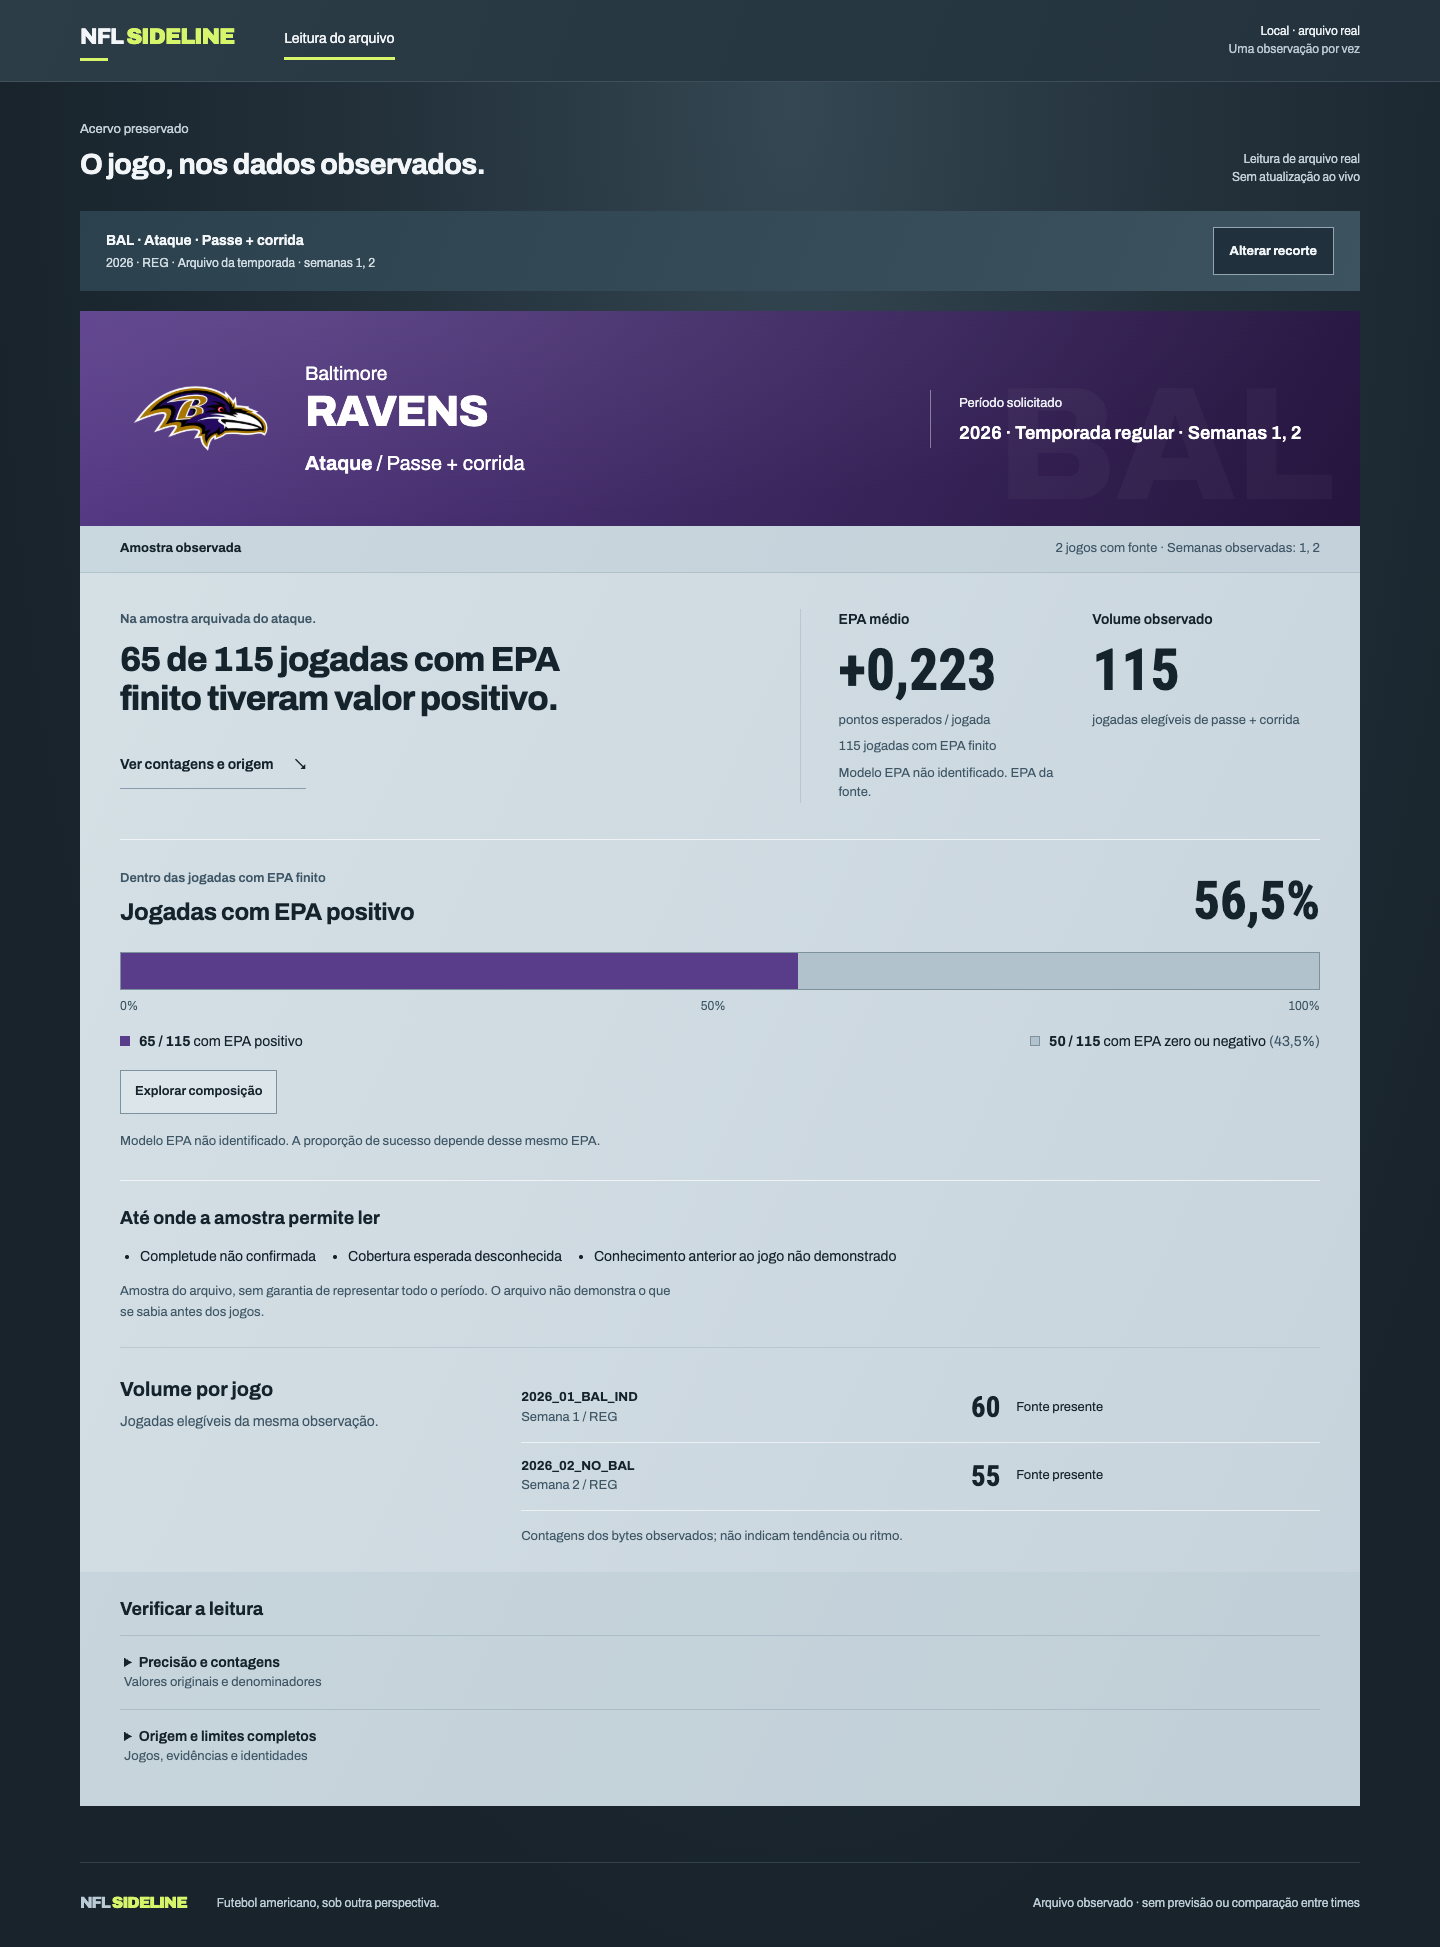 NFL SIDELINE
Leitura do arquivo
Local · arquivo real
Uma observação por vez
Acervo preservado
O jogo, nos dados observados.
Leitura de arquivo real
Sem atualização ao vivo
BAL · Ataque · Passe + corrida
2026 · REG · Arquivo da temporada · semanas 1, 2
Alterar recorte
B
Baltimore
RAVENS
Ataque / Passe + corrida
BAL
Período solicitado
2026 · Temporada regular · Semanas 1, 2
Amostra observada
2 jogos com fonte · Semanas observadas: 1, 2
Na amostra arquivada do ataque.
65 de 115 jogadas com EPA
finito tiveram valor positivo.
Ver contagens e origem ↘
EPA médio
+0,223
pontos esperados / jogada
115 jogadas com EPA finito
Modelo EPA não identificado. EPA da
fonte.
Volume observado
115
jogadas elegíveis de passe + corrida
Dentro das jogadas com EPA finito
Jogadas com EPA positivo
56,5%
0%
50%
100%
65 / 115 com EPA positivo
50 / 115 com EPA zero ou negativo (43,5%)
Explorar composição
Modelo EPA não identificado. A proporção de sucesso depende desse mesmo EPA.
Até onde a amostra permite ler
• Completude não confirmada • Cobertura esperada desconhecida • Conhecimento anterior ao jogo não demonstrado
Amostra do arquivo, sem garantia de representar todo o período. O arquivo não demonstra o que
se sabia antes dos jogos.
Volume por jogo
Jogadas elegíveis da mesma observação.
2026_01_BAL_IND
Semana 1 / REG
60 Fonte presente
2026_02_NO_BAL
Semana 2 / REG
55 Fonte presente
Contagens dos bytes observados; não indicam tendência ou ritmo.
Verificar a leitura
▶ Precisão e contagens
Valores originais e denominadores
▶ Origem e limites completos
Jogos, evidências e identidades
NFL SIDELINE
Futebol americano, sob outra perspectiva.
Arquivo observado · sem previsão ou comparação entre times